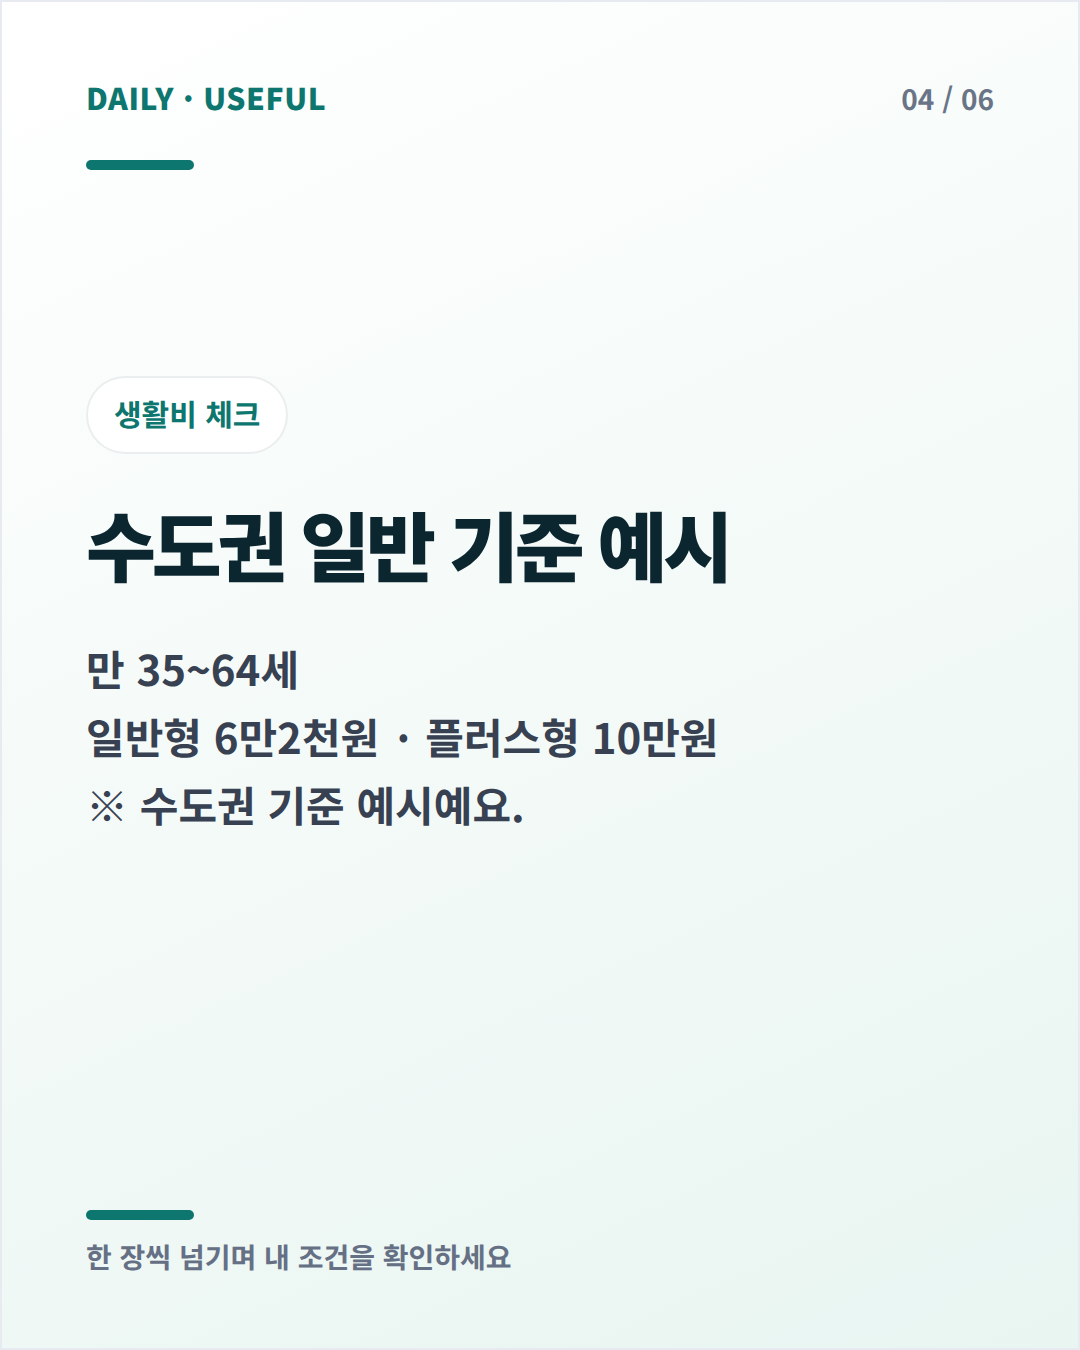 DAILY · USEFUL
04 / 06
생활비 체크
수도권 일반 기준 예시
만 35~64세
일반형 6만2천원 · 플러스형 10만원
※ 수도권 기준 예시예요.
한 장씩 넘기며 내 조건을 확인하세요